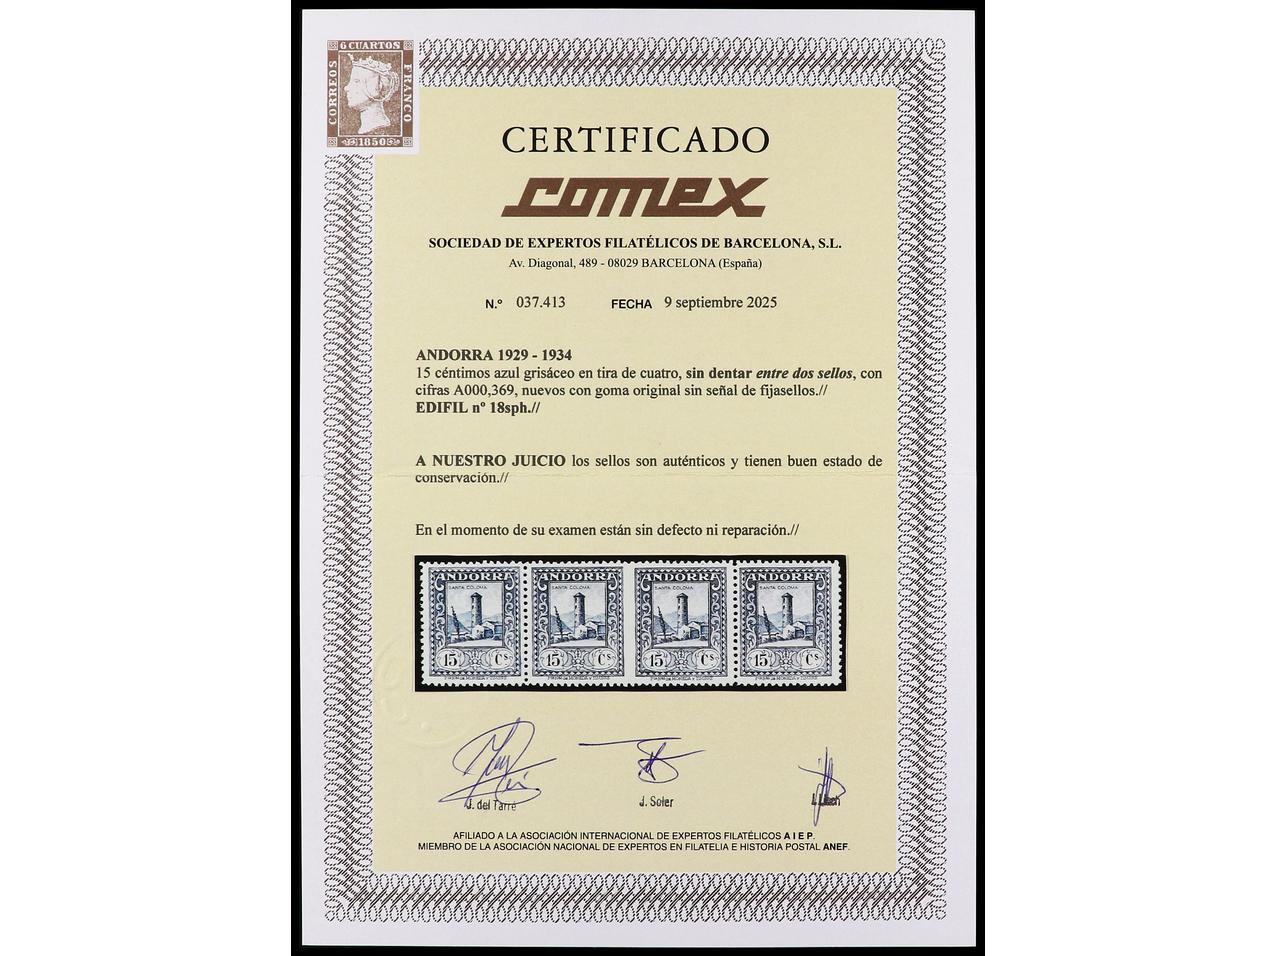 6 CUARTOS
CORREOS
FRANCO
1850
CERTIFICADO
comex
SOCIEDAD DE EXPERTOS FILATÉLICOS DE BARCELONA, S.L.
Av. Diagonal, 489 - 08029 BARCELONA (España)
N.º 037.413 FECHA 9 septiembre 2025
ANDORRA 1929 - 1934
15 céntimos azul grisáceo en tira de cuatro, sin dentar entre dos sellos, con
cifras A000,369, nuevos con goma original sin señal de fijasellos.//
EDIFIL nº 18sph.//
A NUESTRO JUICIO los sellos son auténticos y tienen buen estado de
conservación.//
En el momento de su examen están sin defecto ni reparación.//
ANDORRA ANDORRA ANDORRA ANDORRA
SANTA COLOMA SANTA COLOMA SANTA COLOMA SANTA COLOMA
15 Cs 15 Cs 15 Cs 15 Cs
J. del Tarré J. Soler
AFILIADO A LA ASOCIACIÓN INTERNACIONAL DE EXPERTOS FILATÉLICOS A I E P.
MIEMBRO DE LA ASOCIACIÓN NACIONAL DE EXPERTOS EN FILATELIA E HISTORIA POSTAL ANEF.